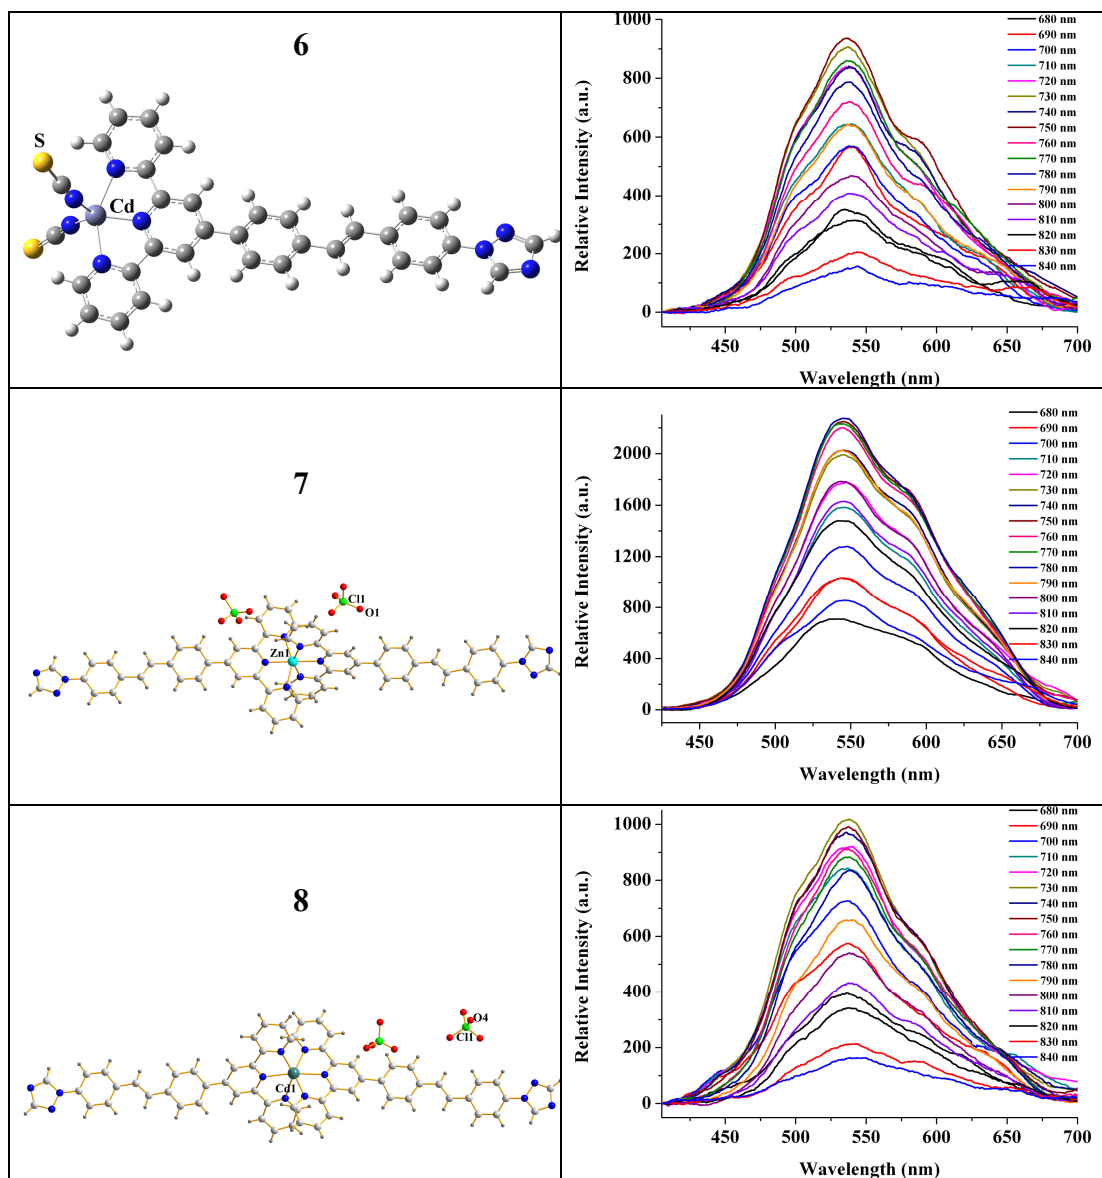 6
S
Cd
Relative Intensity (a.u.)
1000
800
600
400
200
0
450 500 550 600 650 700
Wavelength (nm)
680 nm
690 nm
700 nm
710 nm
720 nm
730 nm
740 nm
750 nm
760 nm
770 nm
780 nm
790 nm
800 nm
810 nm
820 nm
830 nm
840 nm
7
Cl1
O1
Zn1
Relative Intensity (a.u.)
2000
1600
1200
800
400
0
450 500 550 600 650 700
Wavelength (nm)
680 nm
690 nm
700 nm
710 nm
720 nm
730 nm
740 nm
750 nm
760 nm
770 nm
780 nm
790 nm
800 nm
810 nm
820 nm
830 nm
840 nm
8
O4
Cl1
Cd1
Relative Intensity (a.u.)
1000
800
600
400
200
0
450 500 550 600 650 700
Wavelength (nm)
680 nm
690 nm
700 nm
710 nm
720 nm
730 nm
740 nm
750 nm
760 nm
770 nm
780 nm
790 nm
800 nm
810 nm
820 nm
830 nm
840 nm